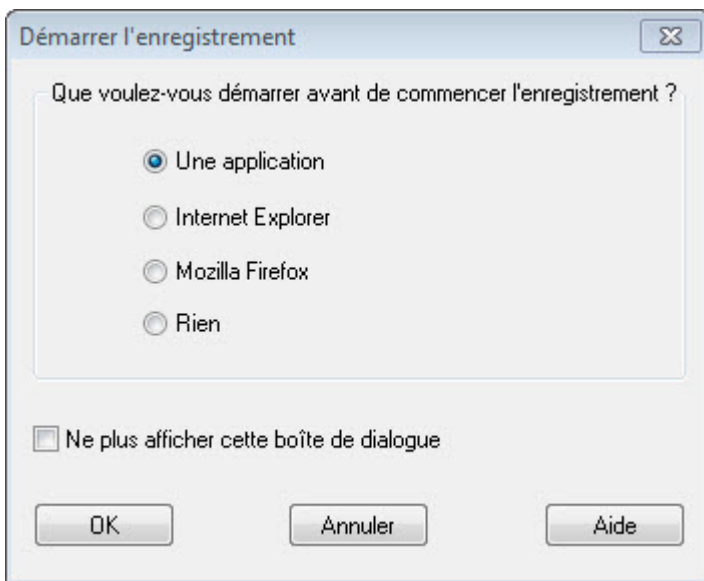 Démarrer l'enregistrement
Que voulez-vous démarrer avant de commencer l'enregistrement ?
Une application
Internet Explorer
Mozilla Firefox
Rien
Ne plus afficher cette boîte de dialogue
OK Annuler Aide